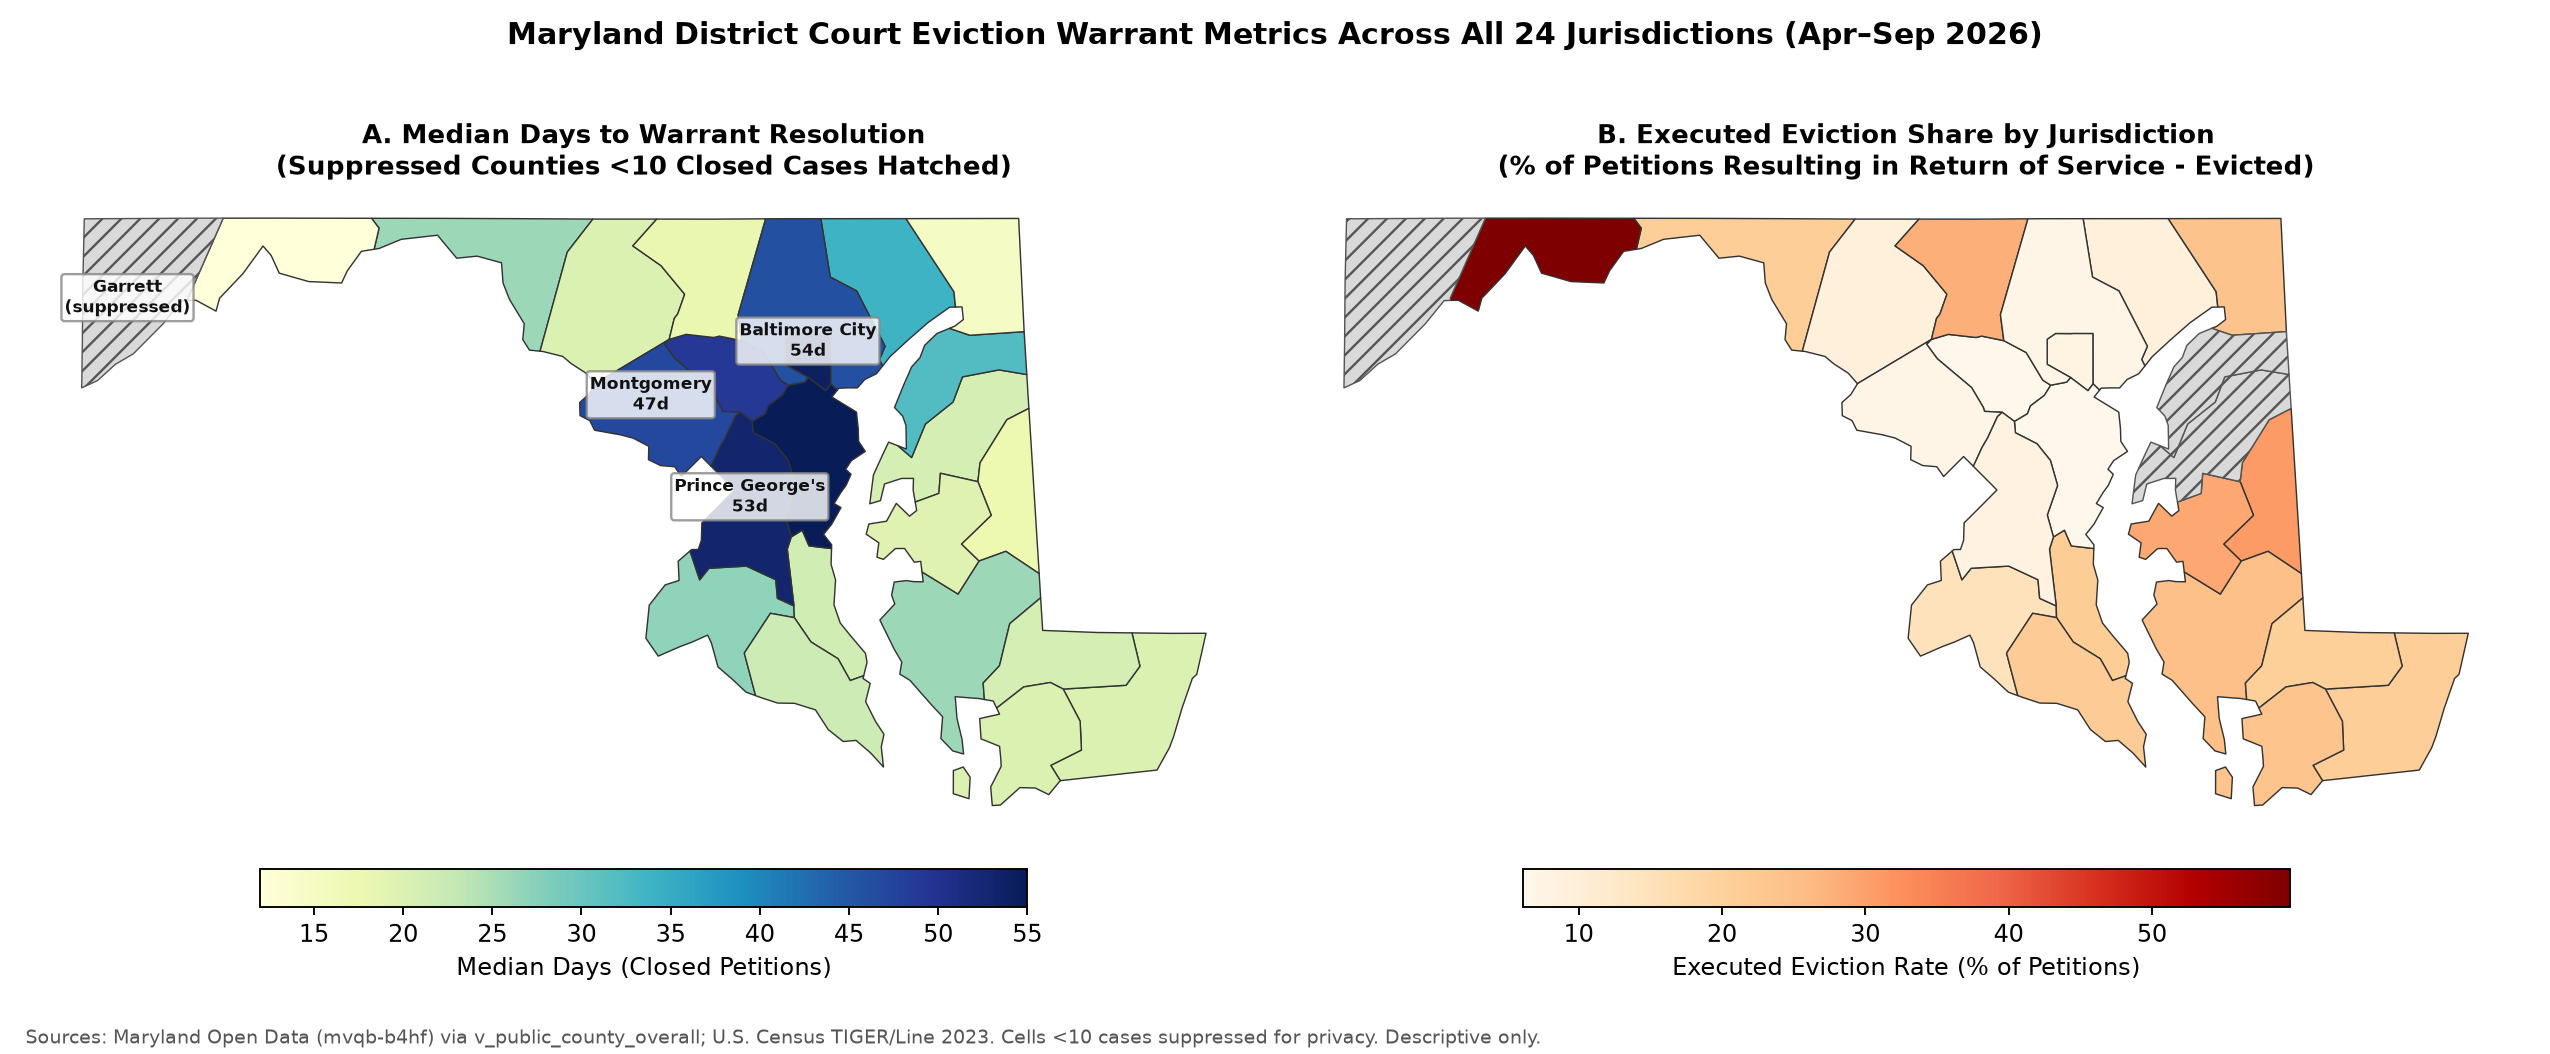 Maryland District Court Eviction Warrant Metrics Across All 24 Jurisdictions (Apr–Sep 2026)
A. Median Days to Warrant Resolution
(Suppressed Counties <10 Closed Cases Hatched)
Garrett
(suppressed)
Baltimore City
54d
Montgomery
47d
Prince George's
53d
15 20 25 30 35 40 45 50 55
Median Days (Closed Petitions)
B. Executed Eviction Share by Jurisdiction
(% of Petitions Resulting in Return of Service - Evicted)
10 20 30 40 50
Executed Eviction Rate (% of Petitions)
Sources: Maryland Open Data (mvqb-b4hf) via v_public_county_overall; U.S. Census TIGER/Line 2023. Cells <10 cases suppressed for privacy. Descriptive only.